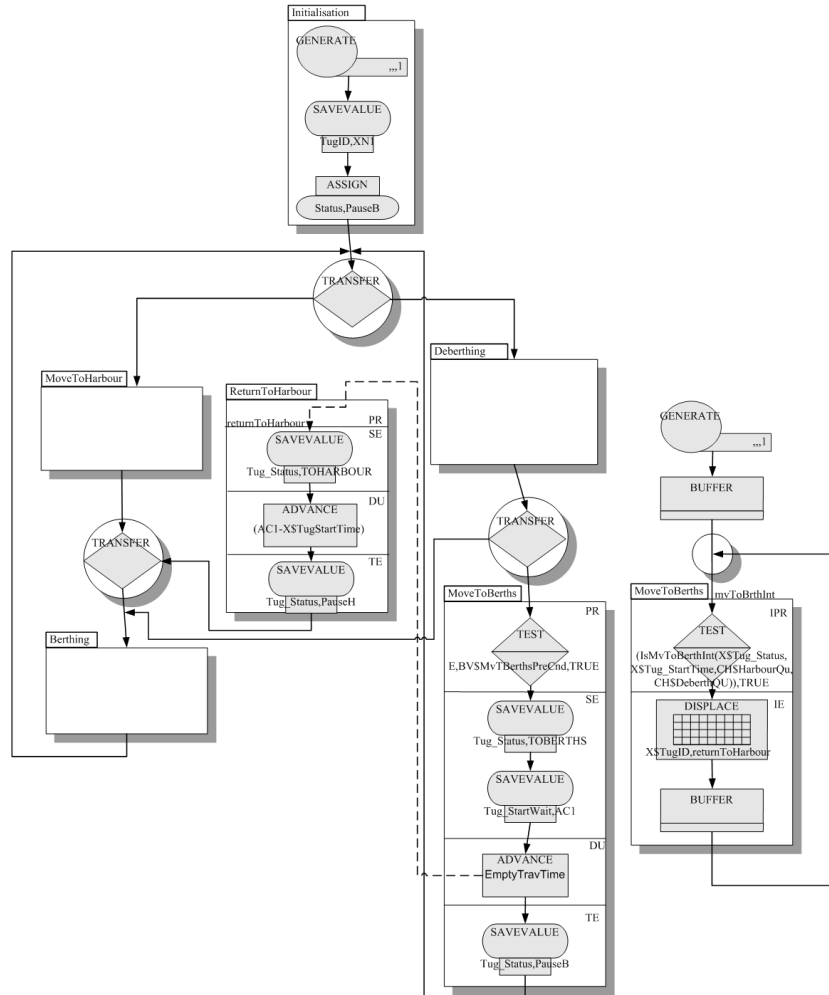 Initialisation
GENERATE
,,,1
SAVEVALUE
TugID,XN1
ASSIGN
Status,PauseB
TRANSFER
MoveToHarbour
ReturnToHarbour
returnToHarbour
PR
SE
SAVEVALUE
Tug_Status,TOHARBOUR
DU
ADVANCE
(AC1-X$TugStartTime)
TE
SAVEVALUE
Tug_Status,PauseH
TRANSFER
Berthing
Deberthing
TRANSFER
MoveToBerths
PR
TEST
E,BV$MvTBerthsPreCnd,TRUE
SE
SAVEVALUE
Tug_Status,TOBERTHS
SAVEVALUE
Tug_StartWait,AC1
DU
ADVANCE
EmptyTravTime
TE
SAVEVALUE
Tug_Status,PauseB
GENERATE
,,,1
BUFFER
MoveToBerths
mvToBrthInt
IPR
TEST
(IsMvToBerthInt(X$Tug_Status,
X$Tug_StartTime,CH$HarbourQu,
CH$DeberthQU)),TRUE
IE
DISPLACE
X$TugID,returnToHarbour
BUFFER